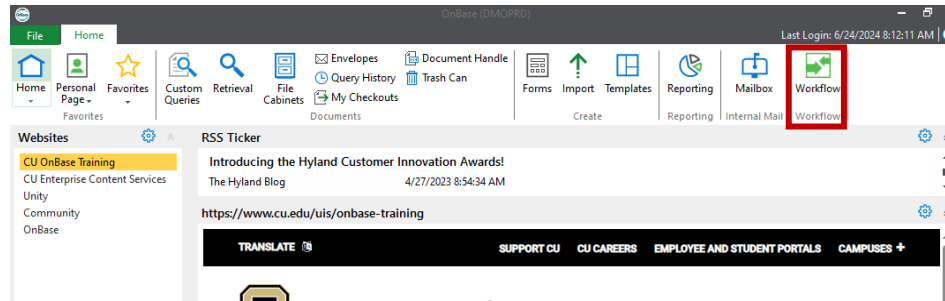 OnBase (DMOPRD)
File Home Last Login: 6/24/2024 8:12:11 AM
Home Personal Page Favorites Custom Queries Retrieval File Cabinets Envelopes Query History My Checkouts Document Handle Trash Can Forms Import Templates Reporting Mailbox Workflow
Favorites Documents Create Reporting Internal Mail Workflow
Websites
CU OnBase Training
CU Enterprise Content Services
Unity
Community
OnBase
RSS Ticker
Introducing the Hyland Customer Innovation Awards!
The Hyland Blog 4/27/2023 8:54:34 AM
https://www.cu.edu/uis/onbase-training
TRANSLATE SUPPORT CU CU CAREERS EMPLOYEE AND STUDENT PORTALS CAMPUSES +